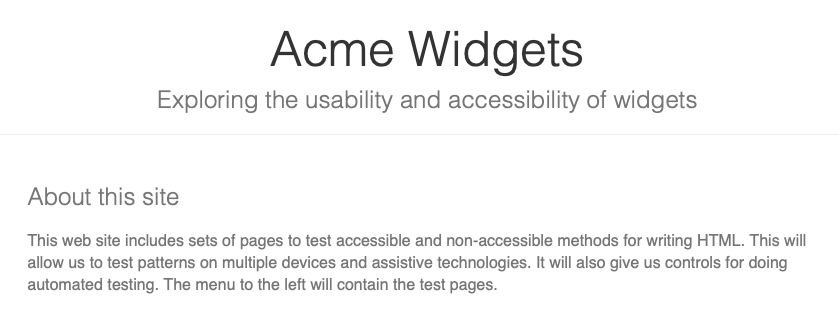 Acme Widgets
Exploring the usability and accessibility of widgets
About this site
This web site includes sets of pages to test accessible and non-accessible methods for writing HTML. This will
allow us to test patterns on multiple devices and assistive technologies. It will also give us controls for doing
automated testing. The menu to the left will contain the test pages.